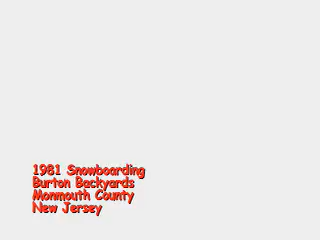 1981 Snowboarding
Burton Backyards
Monmouth County
New Jersey